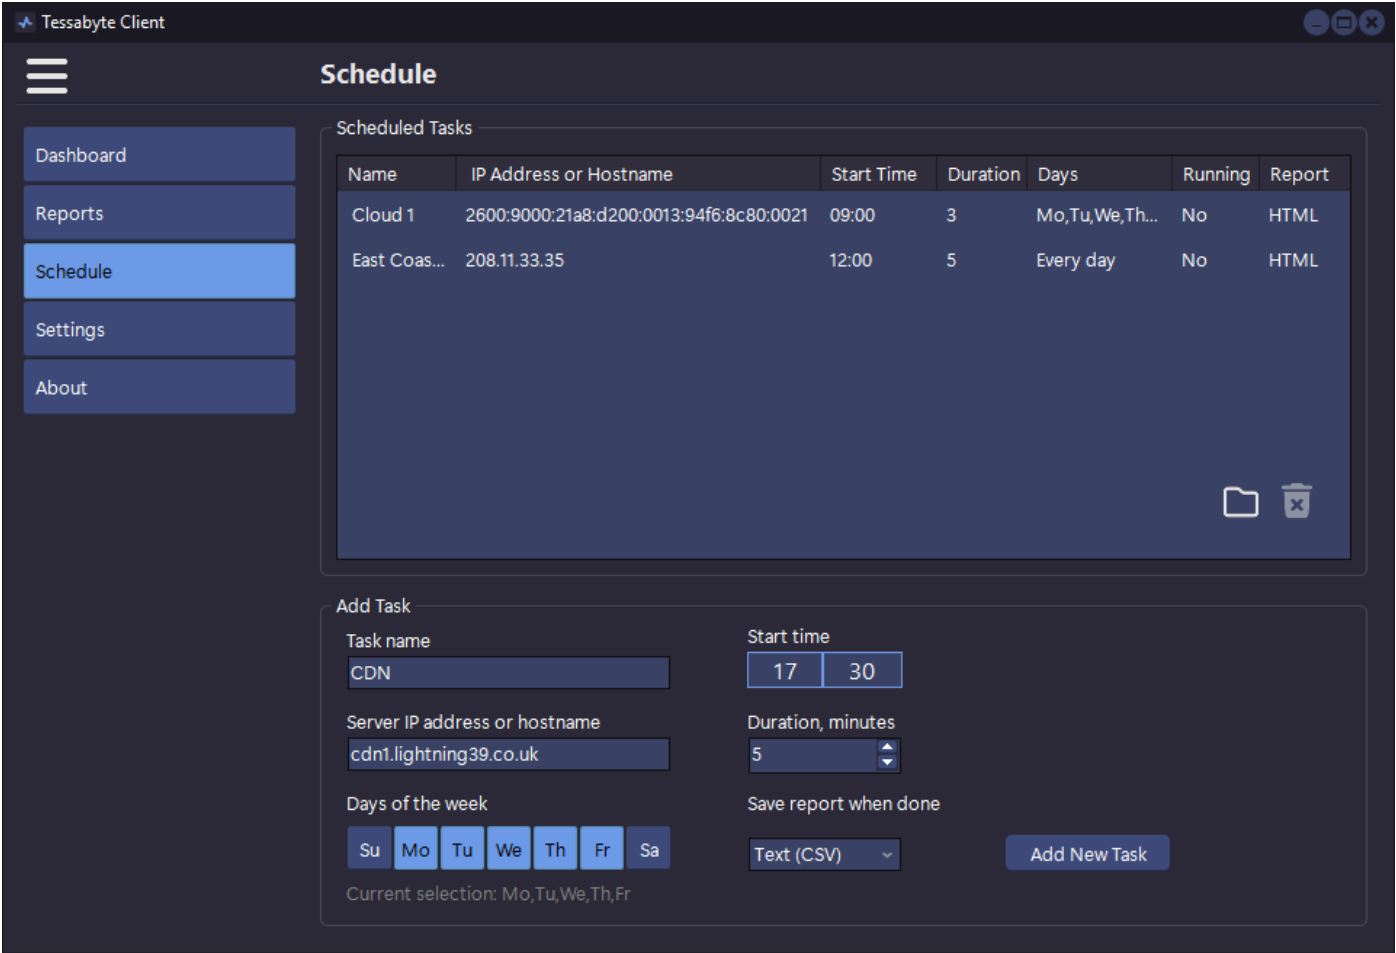 Tessabyte Client
Schedule
Dashboard
Reports
Schedule
Settings
About
Scheduled Tasks
Name IP Address or Hostname Start Time Duration Days Running Report
Cloud 1 2600:9000:21a8:d200:0013:94f6:8c80:0021 09:00 3 Mo,Tu,We,Th... No HTML
East Coas... 208.11.33.35 12:00 5 Every day No HTML
Add Task
Task name
CDN
Start time
17 30
Server IP address or hostname
cdn1.lightning39.co.uk
Duration, minutes
5
Days of the week
Su Mo Tu We Th Fr Sa
Current selection: Mo,Tu,We,Th,Fr
Save report when done
Text (CSV)
Add New Task